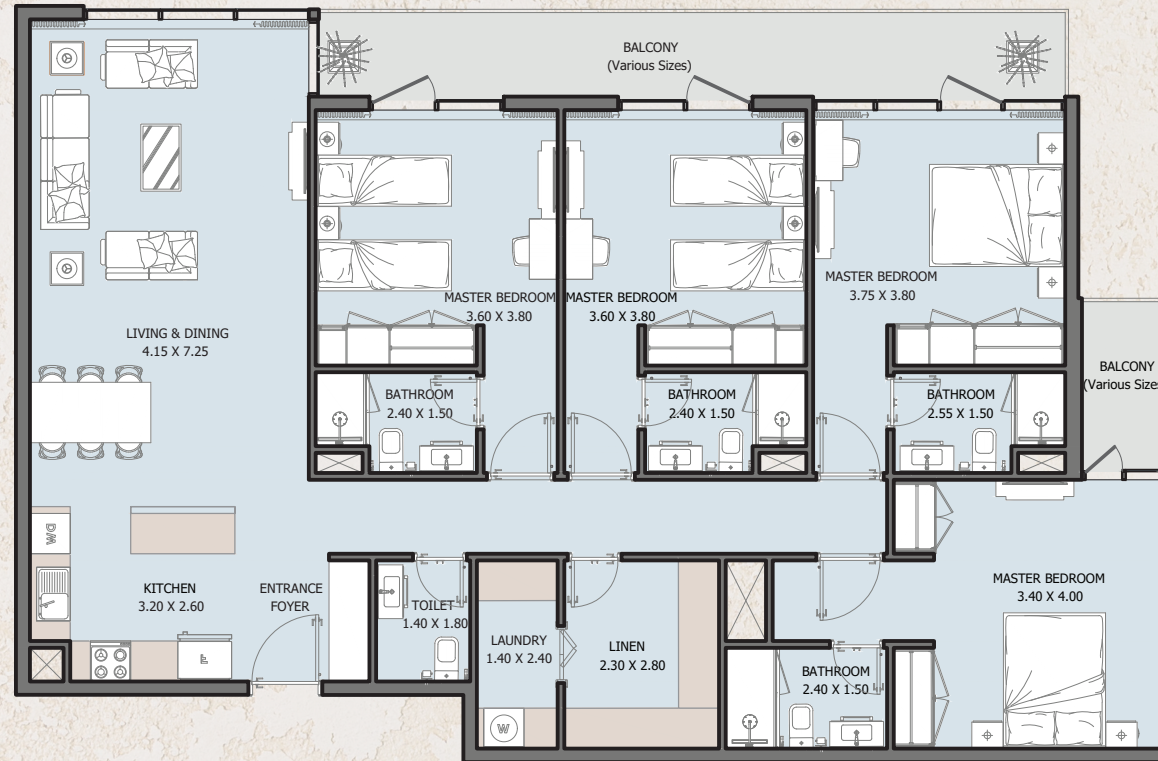 BALCONY
(Various Sizes)
MASTER BEDROOM
3.60 X 3.80
MASTER BEDROOM
3.60 X 3.80
MASTER BEDROOM
3.75 X 3.80
LIVING & DINING
4.15 X 7.25
BALCONY
(Various Sizes
BATHROOM
2.40 X 1.50
BATHROOM
2.40 X 1.50
BATHROOM
2.55 X 1.50
DW
KITCHEN
3.20 X 2.60
ENTRANCE
FOYER
F
TOILET
1.40 X 1.80
LAUNDRY
1.40 X 2.40
W
LINEN
2.30 X 2.80
MASTER BEDROOM
3.40 X 4.00
BATHROOM
2.40 X 1.50